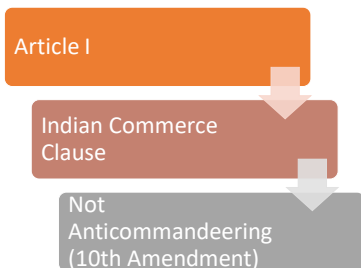 Article I
Indian Commerce
Clause
Not
Anticommandeering
(10th Amendment)